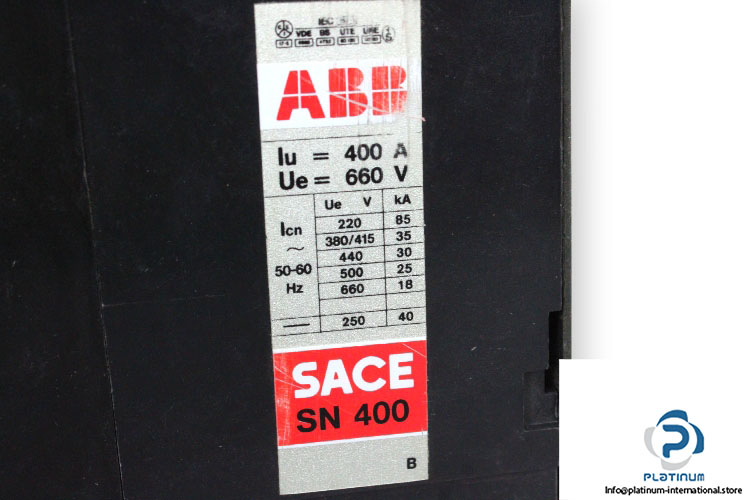 IEC
VDE BS UTE URE
ABB
Iu = 400 A
Ue = 660 V
Icn
~
50-60
Hz
Ue V kA
220 85
380/415 35
440 30
500 25
660 18
250 40
SACE
SN 400
B
PLATINUM
Info@platinum-international.store